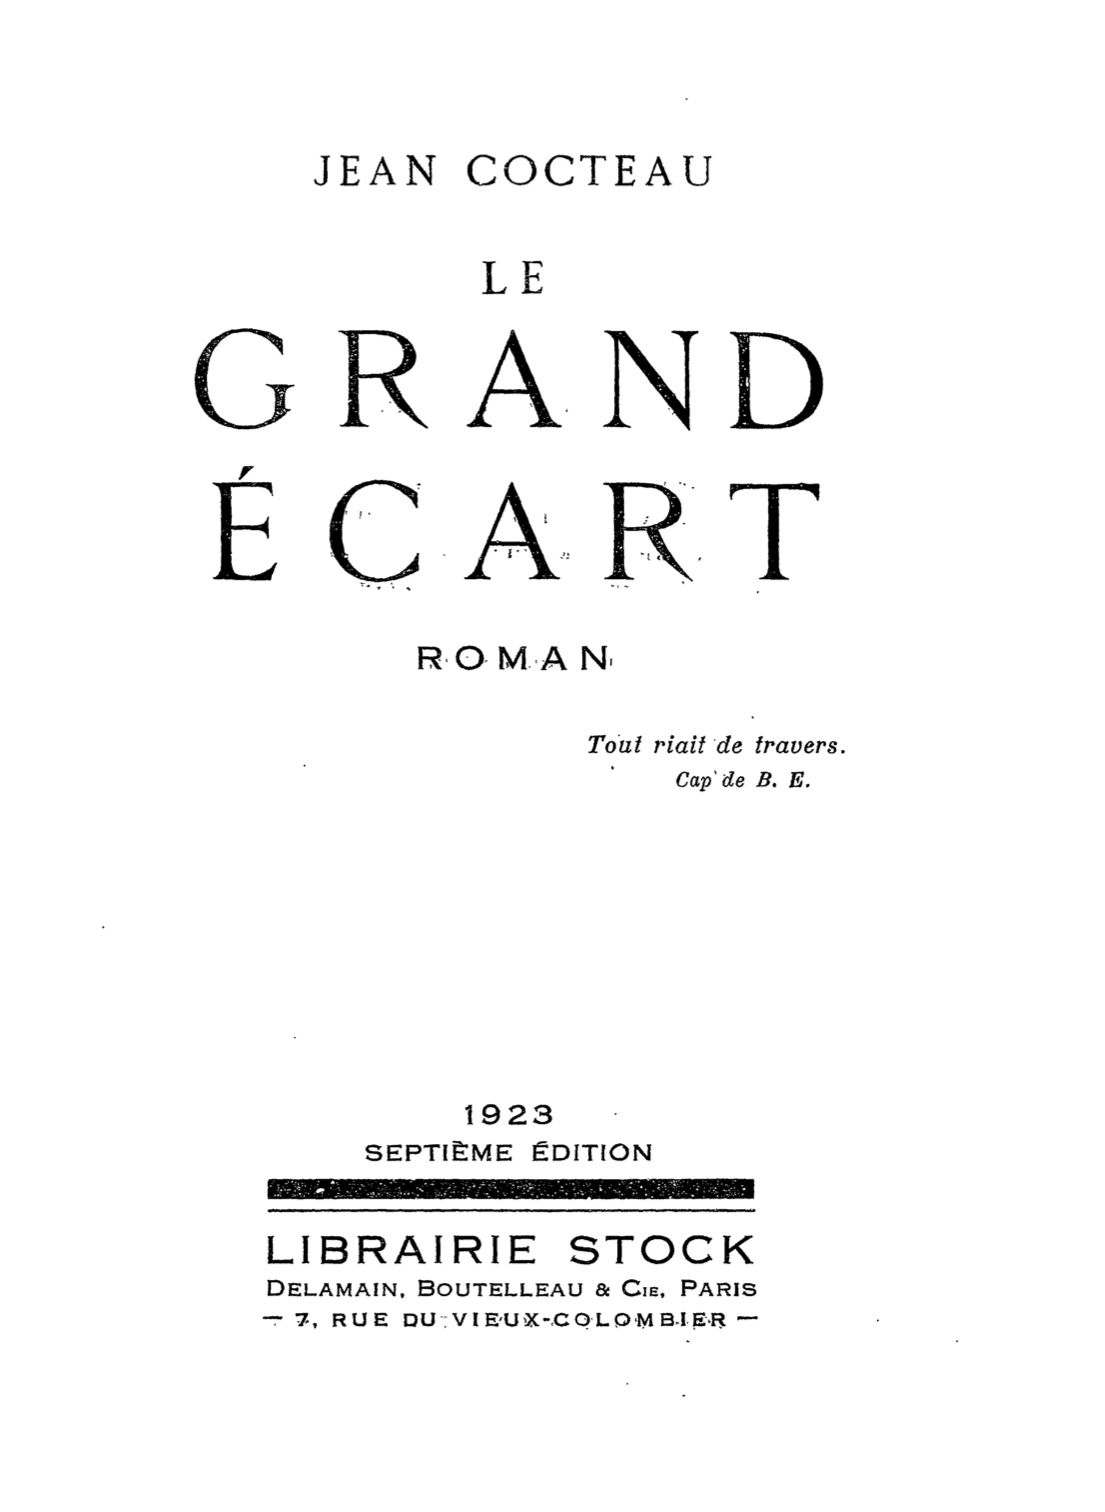 JEAN COCTEAU
LE
GRAND
ÉCART
ROMAN
Tout riait de travers.
Cap de B. E.
1923
SEPTIÈME ÉDITION
LIBRAIRIE STOCK
DELAMAIN, BOUTELLEAU & CIE, PARIS
— 7, RUE DU VIEUX-COLOMBIER —